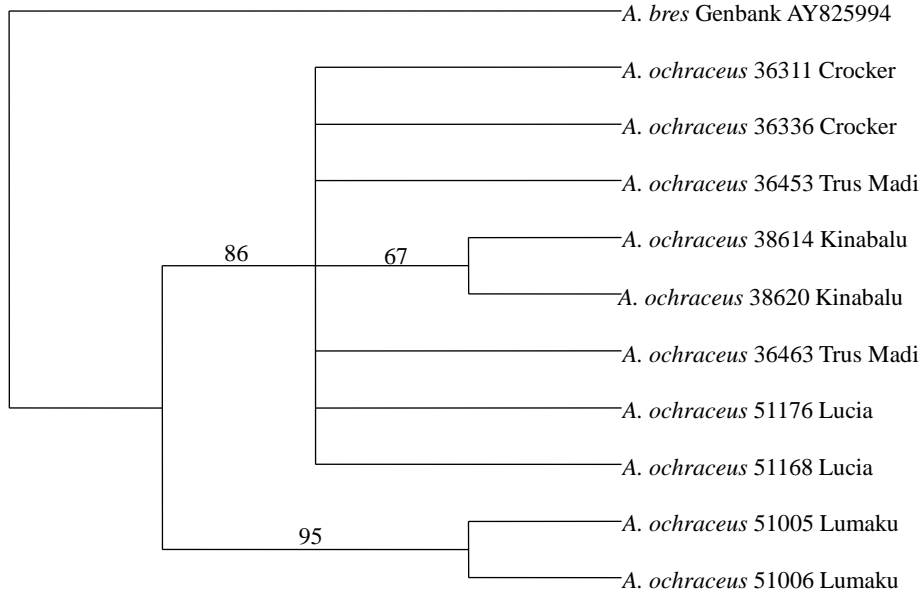 A. bres Genbank AY825994
A. ochraceus 36311 Crocker
A. ochraceus 36336 Crocker
A. ochraceus 36453 Trus Madi
86
67
A. ochraceus 38614 Kinabalu
A. ochraceus 38620 Kinabalu
A. ochraceus 36463 Trus Madi
A. ochraceus 51176 Lucia
A. ochraceus 51168 Lucia
95
A. ochraceus 51005 Lumaku
A. ochraceus 51006 Lumaku